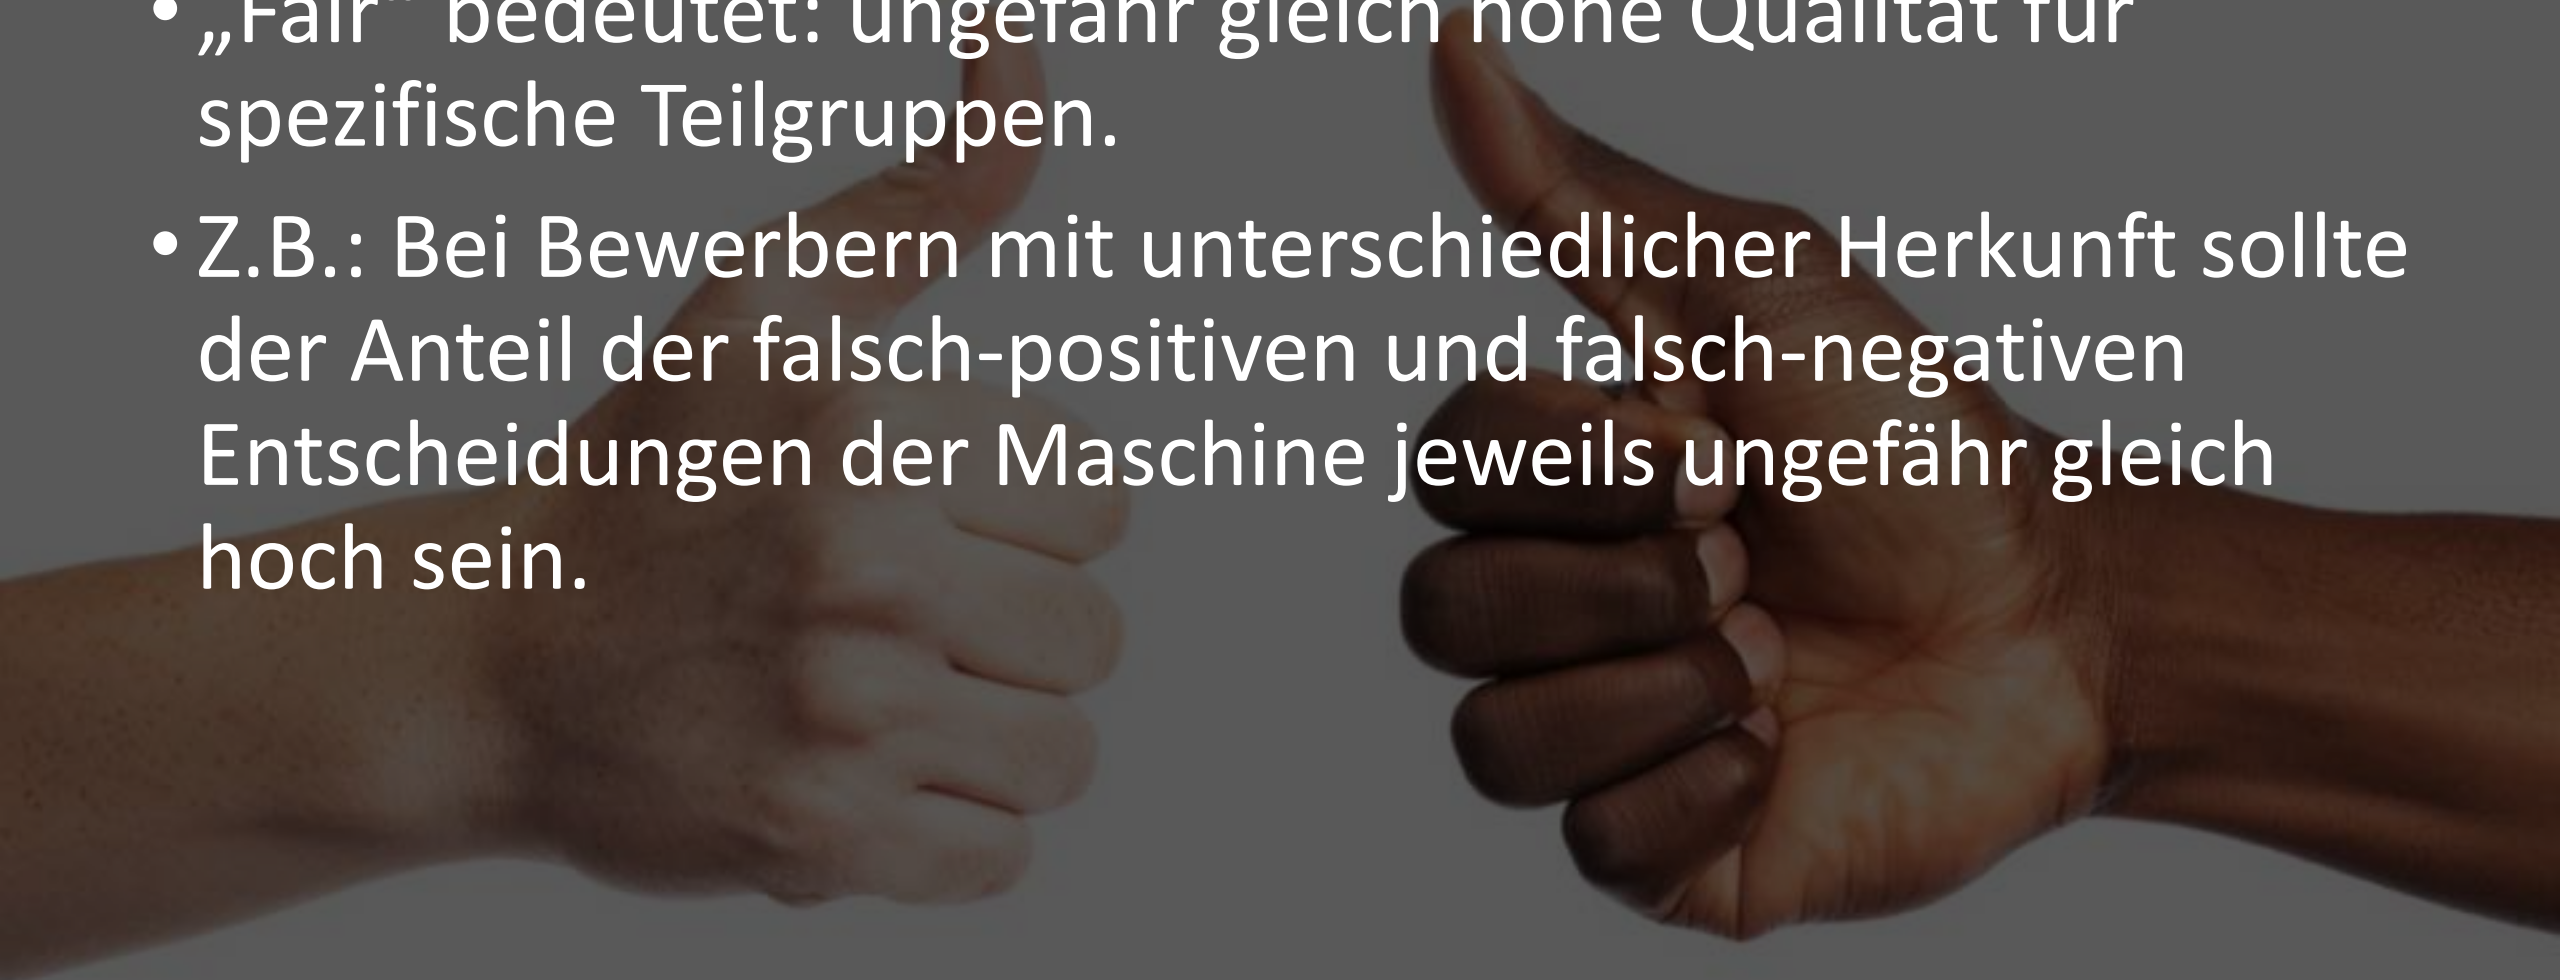 • „Fair“ bedeutet: ungefähr gleich hohe Qualität für
spezifische Teilgruppen.
• Z.B.: Bei Bewerbern mit unterschiedlicher Herkunft sollte
der Anteil der falsch-positiven und falsch-negativen
Entscheidungen der Maschine jeweils ungefähr gleich
hoch sein.